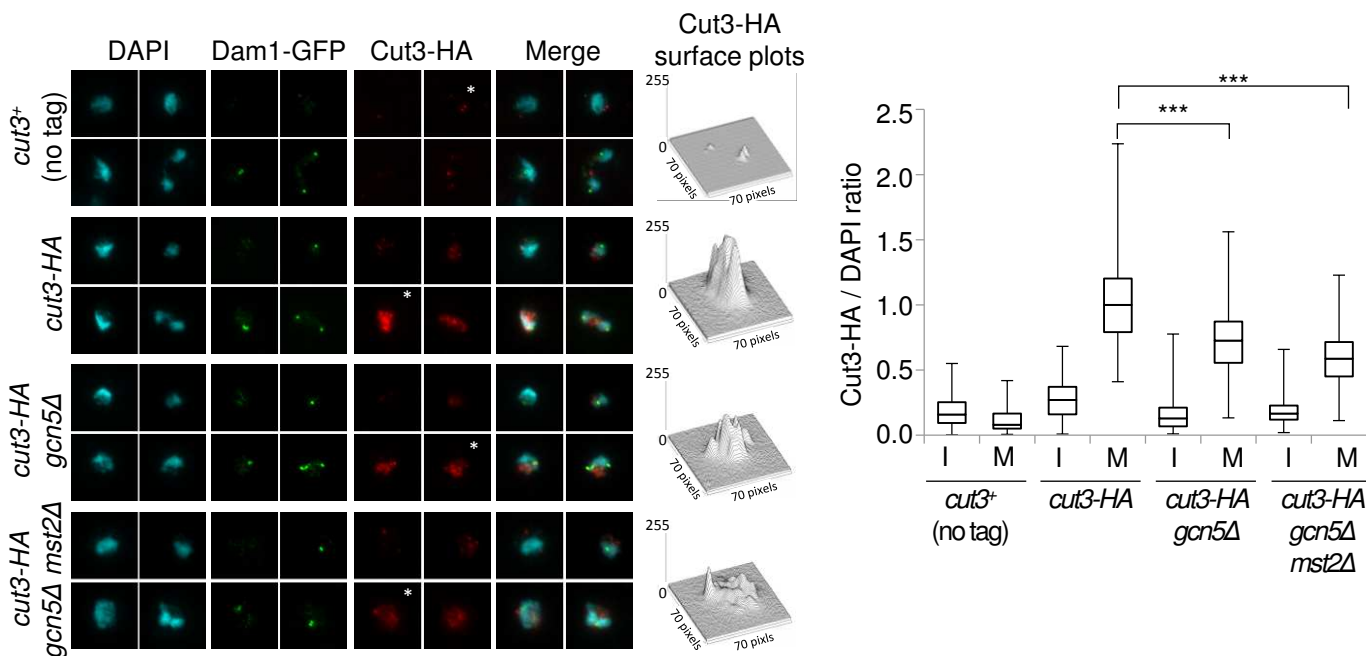 DAPI Dam1-GFP Cut3-HA Merge
Cut3-HA
surface plots
cut3+
(no tag)
*
255
0
70 pixels
70 pixels
cut3-HA
*
255
0
70 pixels
70 pixels
cut3-HA
gcn5Δ
*
255
0
70 pixels
70 pixels
cut3-HA
gcn5Δ mst2Δ
*
255
0
70 pixls
70 pixels
Cut3-HA / DAPI ratio
***
***
2.5
2.0
1.5
1.0
0.5
0.0
I M I M I M I M
cut3+
(no tag)
cut3-HA
cut3-HA
gcn5Δ
cut3-HA
gcn5Δ
mst2Δ